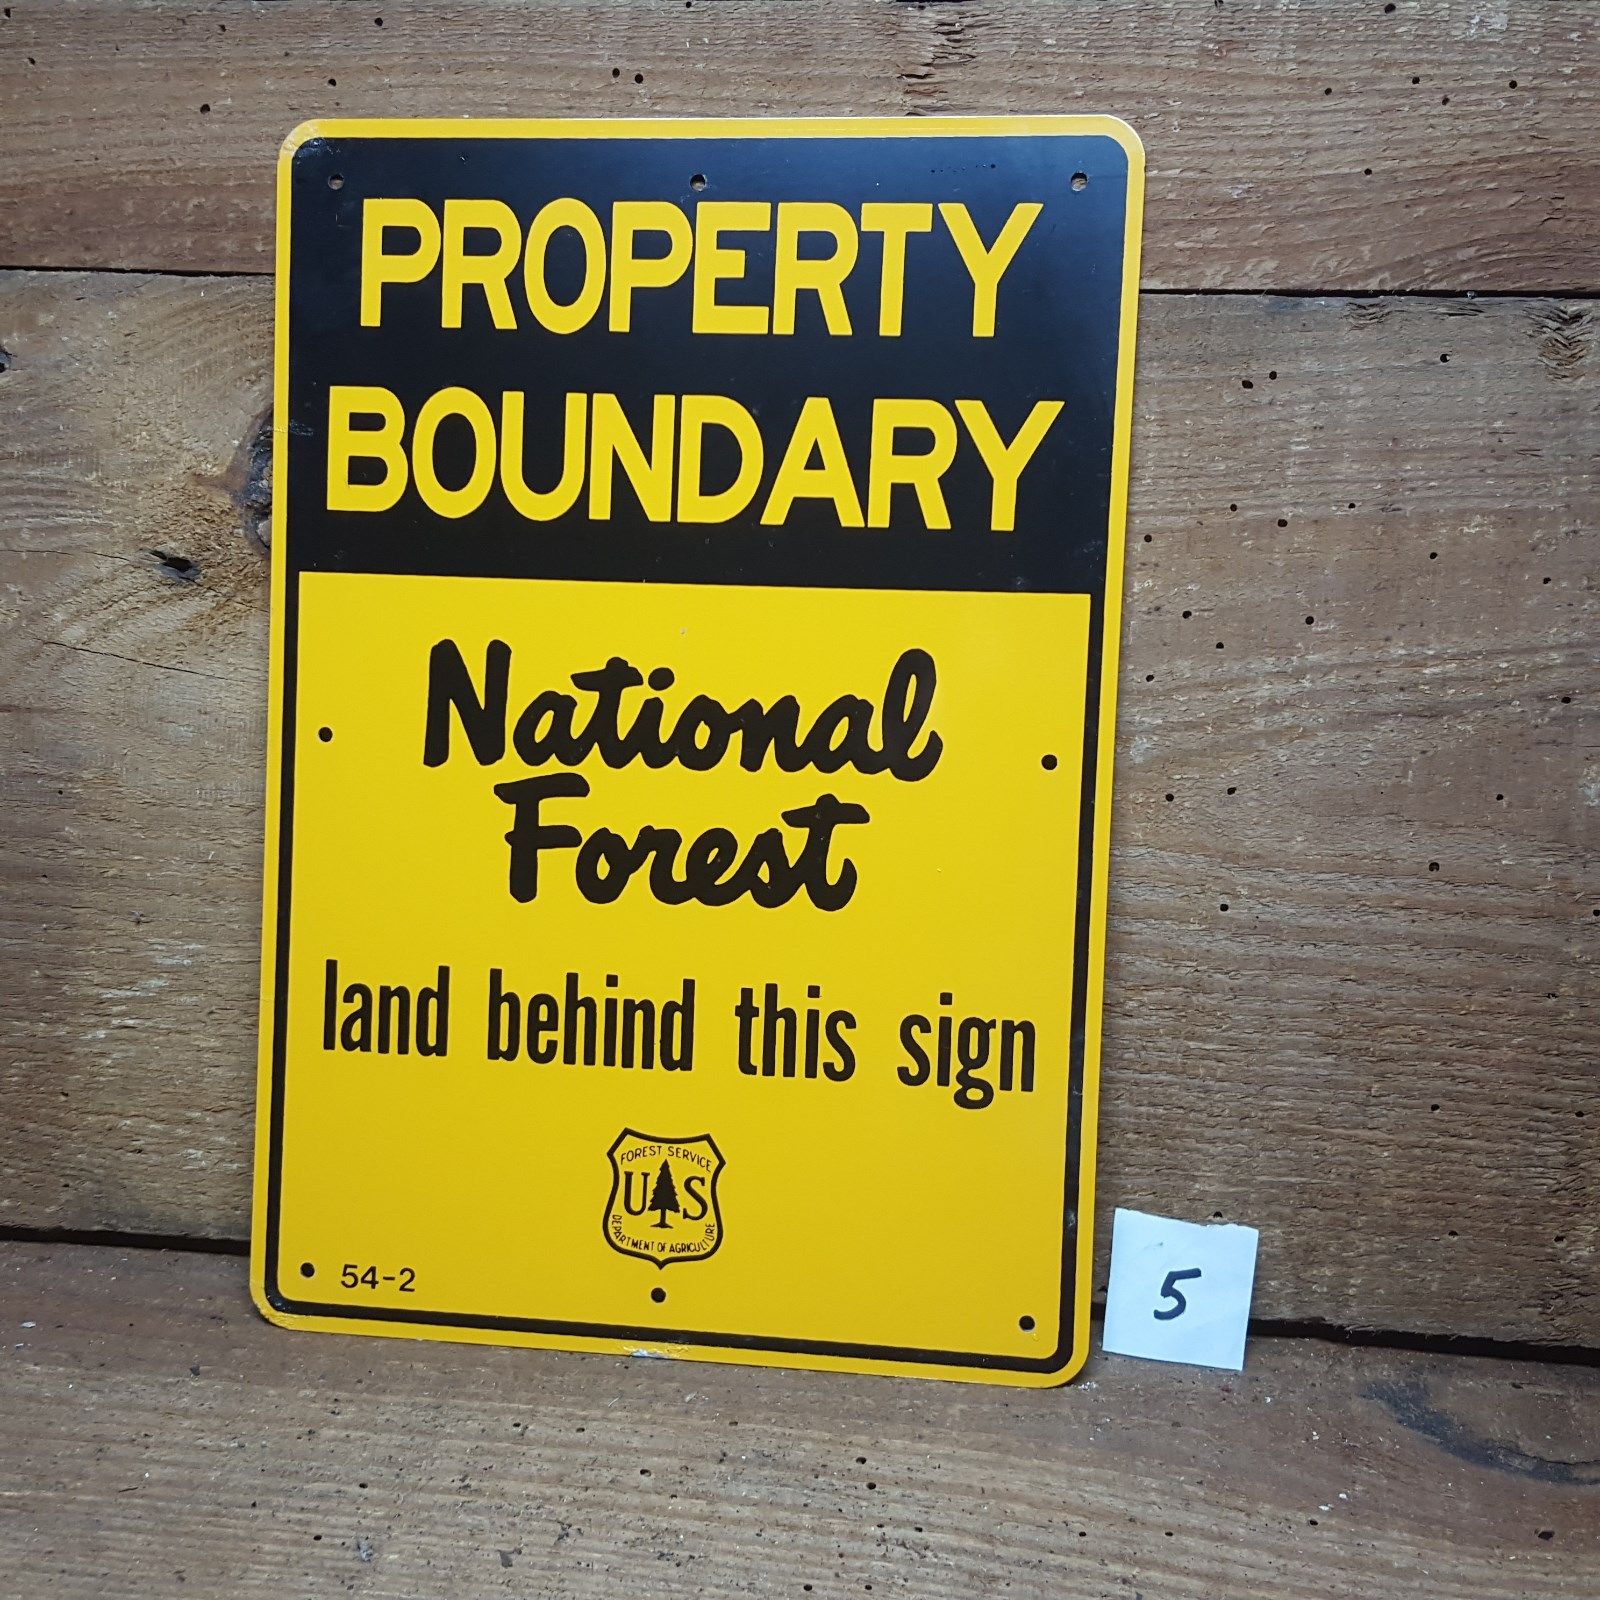 PROPERTY
BOUNDARY
National
Forest
land behind this sign
FOREST SERVICE
U S
DEPARTMENT OF AGRICULTURE
54-2
5